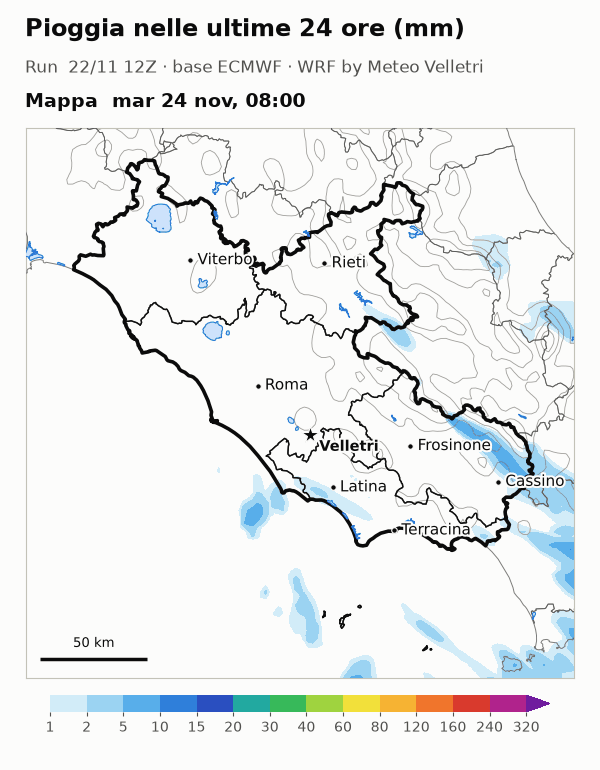 Pioggia nelle ultime 24 ore (mm)
Run 22/11 12Z · base ECMWF · WRF by Meteo Velletri
Mappa mar 24 nov, 08:00
Viterbo
Rieti
Roma
Velletri
Frosinone
Latina
Cassino
Terracina
50 km
1 2 5 10 15 20 30 40 60 80 120 160 240 320